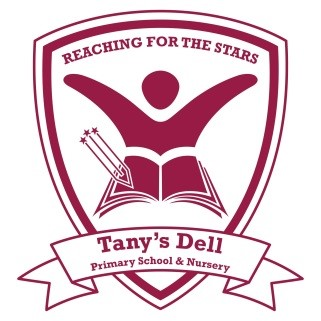 REACHING FOR THE STARS
Tany's Dell
Primary School & Nursery